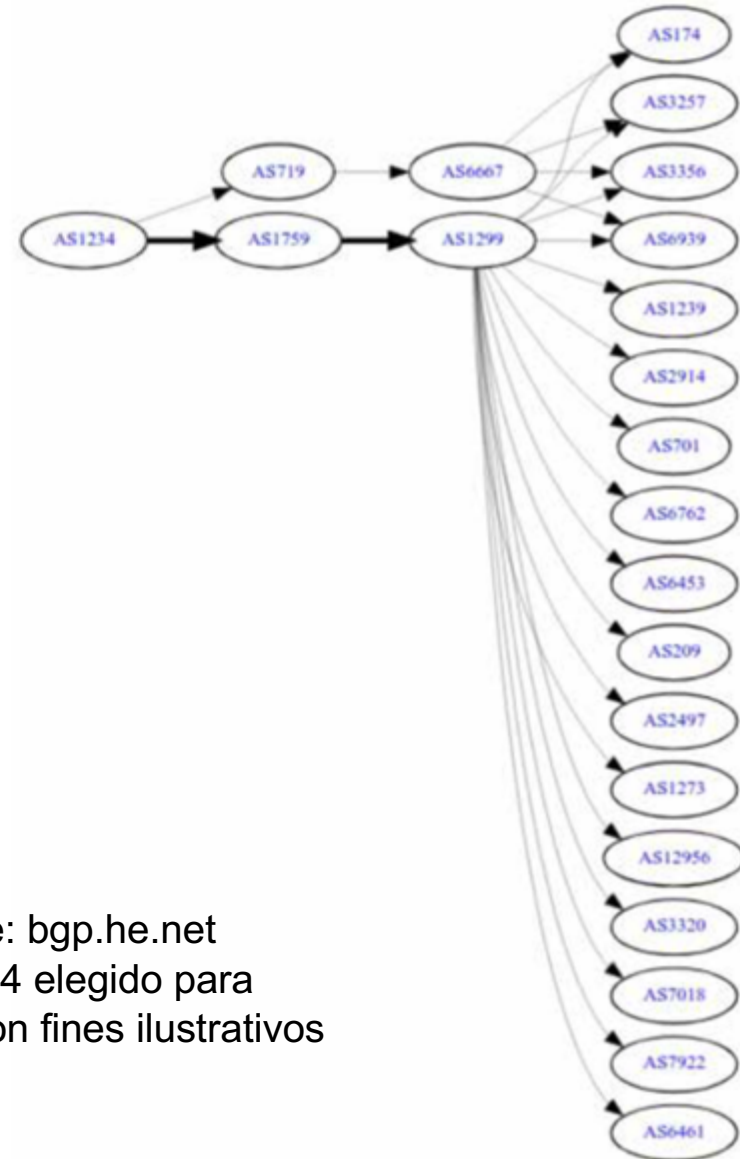 AS174
AS3257
AS719 AS6667 AS3356
AS1234 AS1759 AS1299 AS6939
AS1239
AS2914
AS701
AS6762
AS6453
AS209
AS2497
AS1273
AS12956
AS3320
AS7018
AS7922
AS6461
: bgp.he.net
4 elegido para
fines ilustrativos